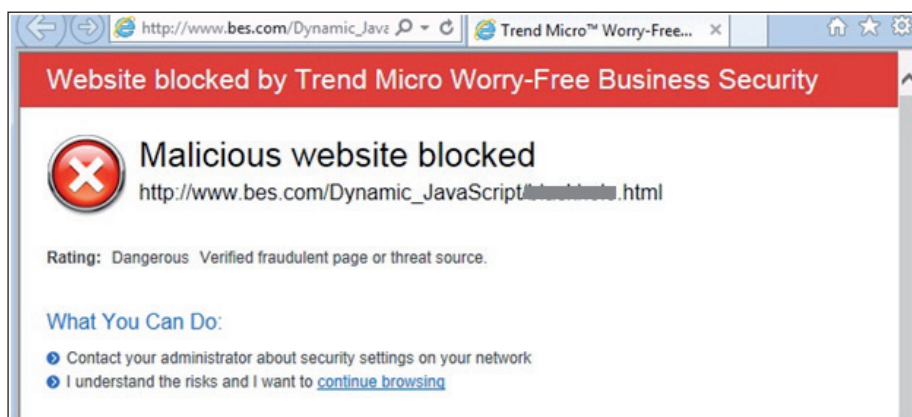 http://www.bes.com/Dynamic_Java
Trend Micro™ Worry-Free...
Website blocked by Trend Micro Worry-Free Business Security
Malicious website blocked
http://www.bes.com/Dynamic_JavaScript/ .html
Rating: Dangerous Verified fraudulent page or threat source.
What You Can Do:
Contact your administrator about security settings on your network
I understand the risks and I want to continue browsing